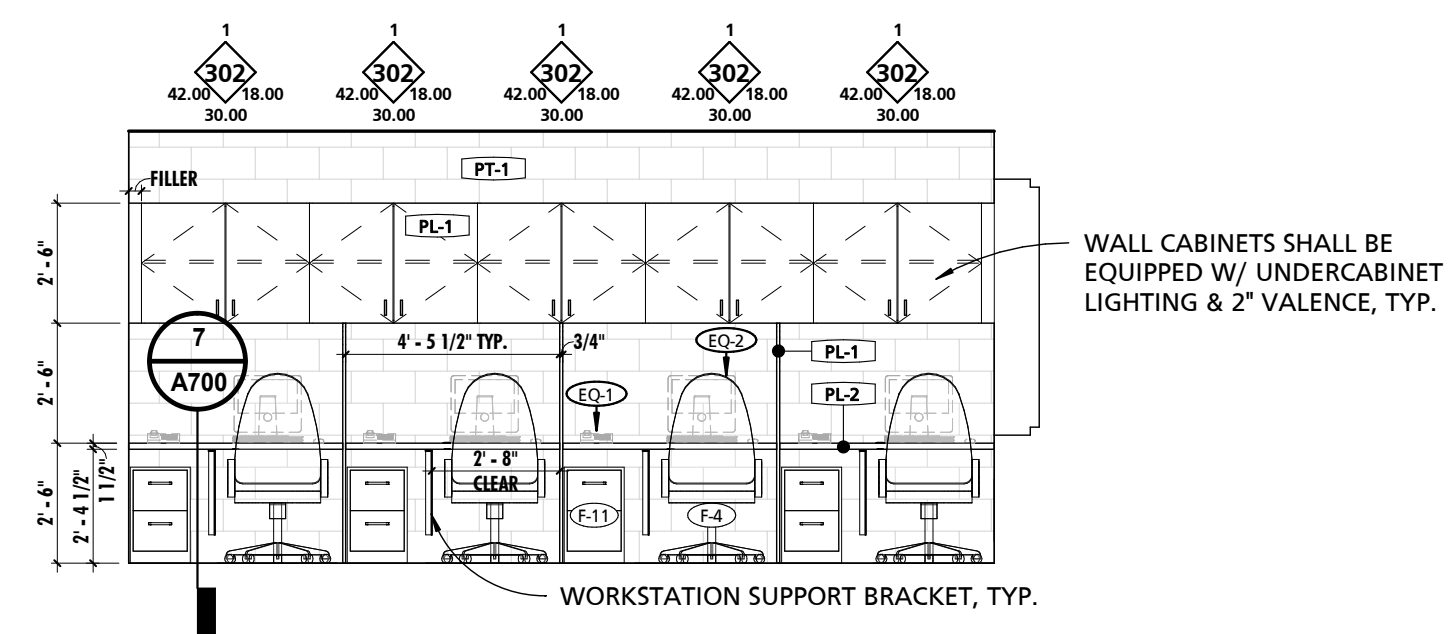 1 1 1 1 1
302 302 302 302 302
42.00 18.00 42.00 18.00 42.00 18.00 42.00 18.00 42.00 18.00
30.00 30.00 30.00 30.00 30.00
PT-1
FILLER
PL-1
2' - 6"
WALL CABINETS SHALL BE
EQUIPPED W/ UNDERCABINET
LIGHTING & 2" VALENCE, TYP.
7
A700
4' - 5 1/2" TYP.
3/4"
EQ-2
PL-1
2' - 6"
EQ-1
PL-2
2' - 8"
CLEAR
2' - 6"
2' - 4 1/2"
1 1/2"
F-11
F-4
WORKSTATION SUPPORT BRACKET, TYP.